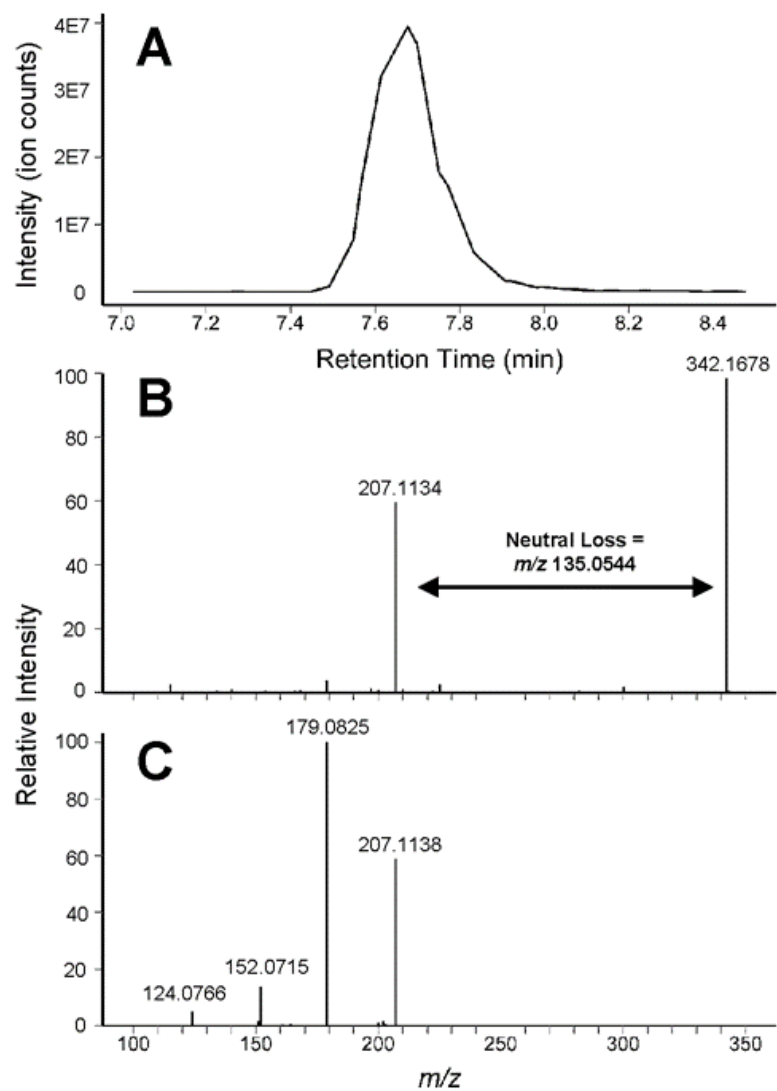 A
Intensity (ion counts)
4E7
3E7
2E7
1E7
0
7.0 7.2 7.4 7.6 7.8 8.0 8.2 8.4
Retention Time (min)
B
Relative Intensity
100
80
60
40
20
0
342.1678
207.1134
Neutral Loss =
m/z 135.0544
C
100
80
60
40
20
0
179.0825
207.1138
152.0715
124.0766
100 150 200 250 300 350
m/z